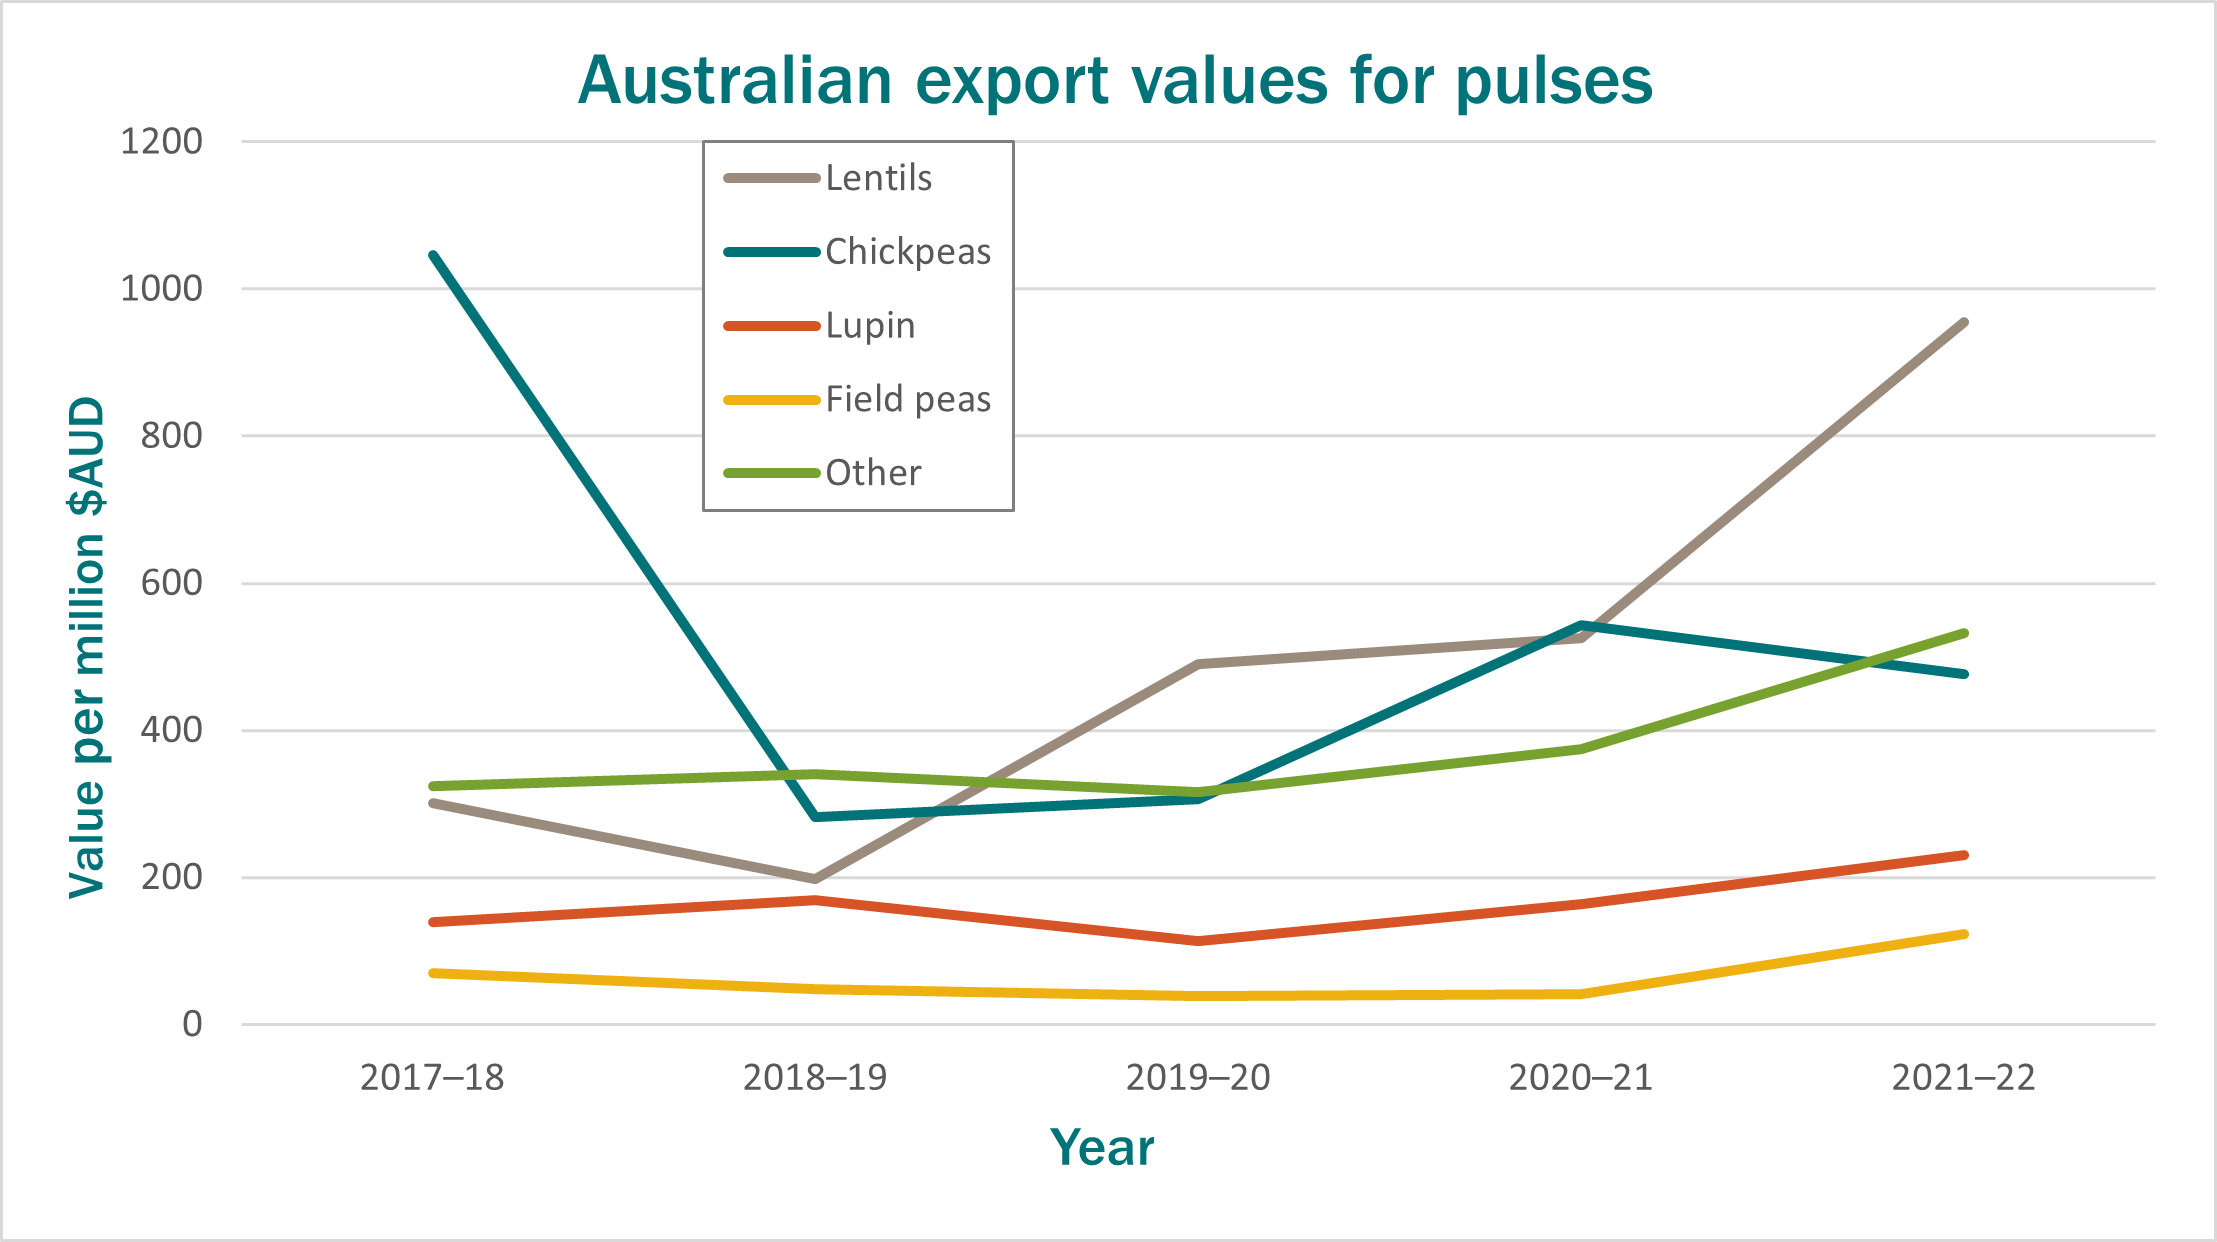 Australian export values for pulses
1200
1000
800
600
400
200
0
Value per million $AUD
Lentils
Chickpeas
Lupin
Field peas
Other
2017–18
2018–19
2019–20
2020–21
2021–22
Year